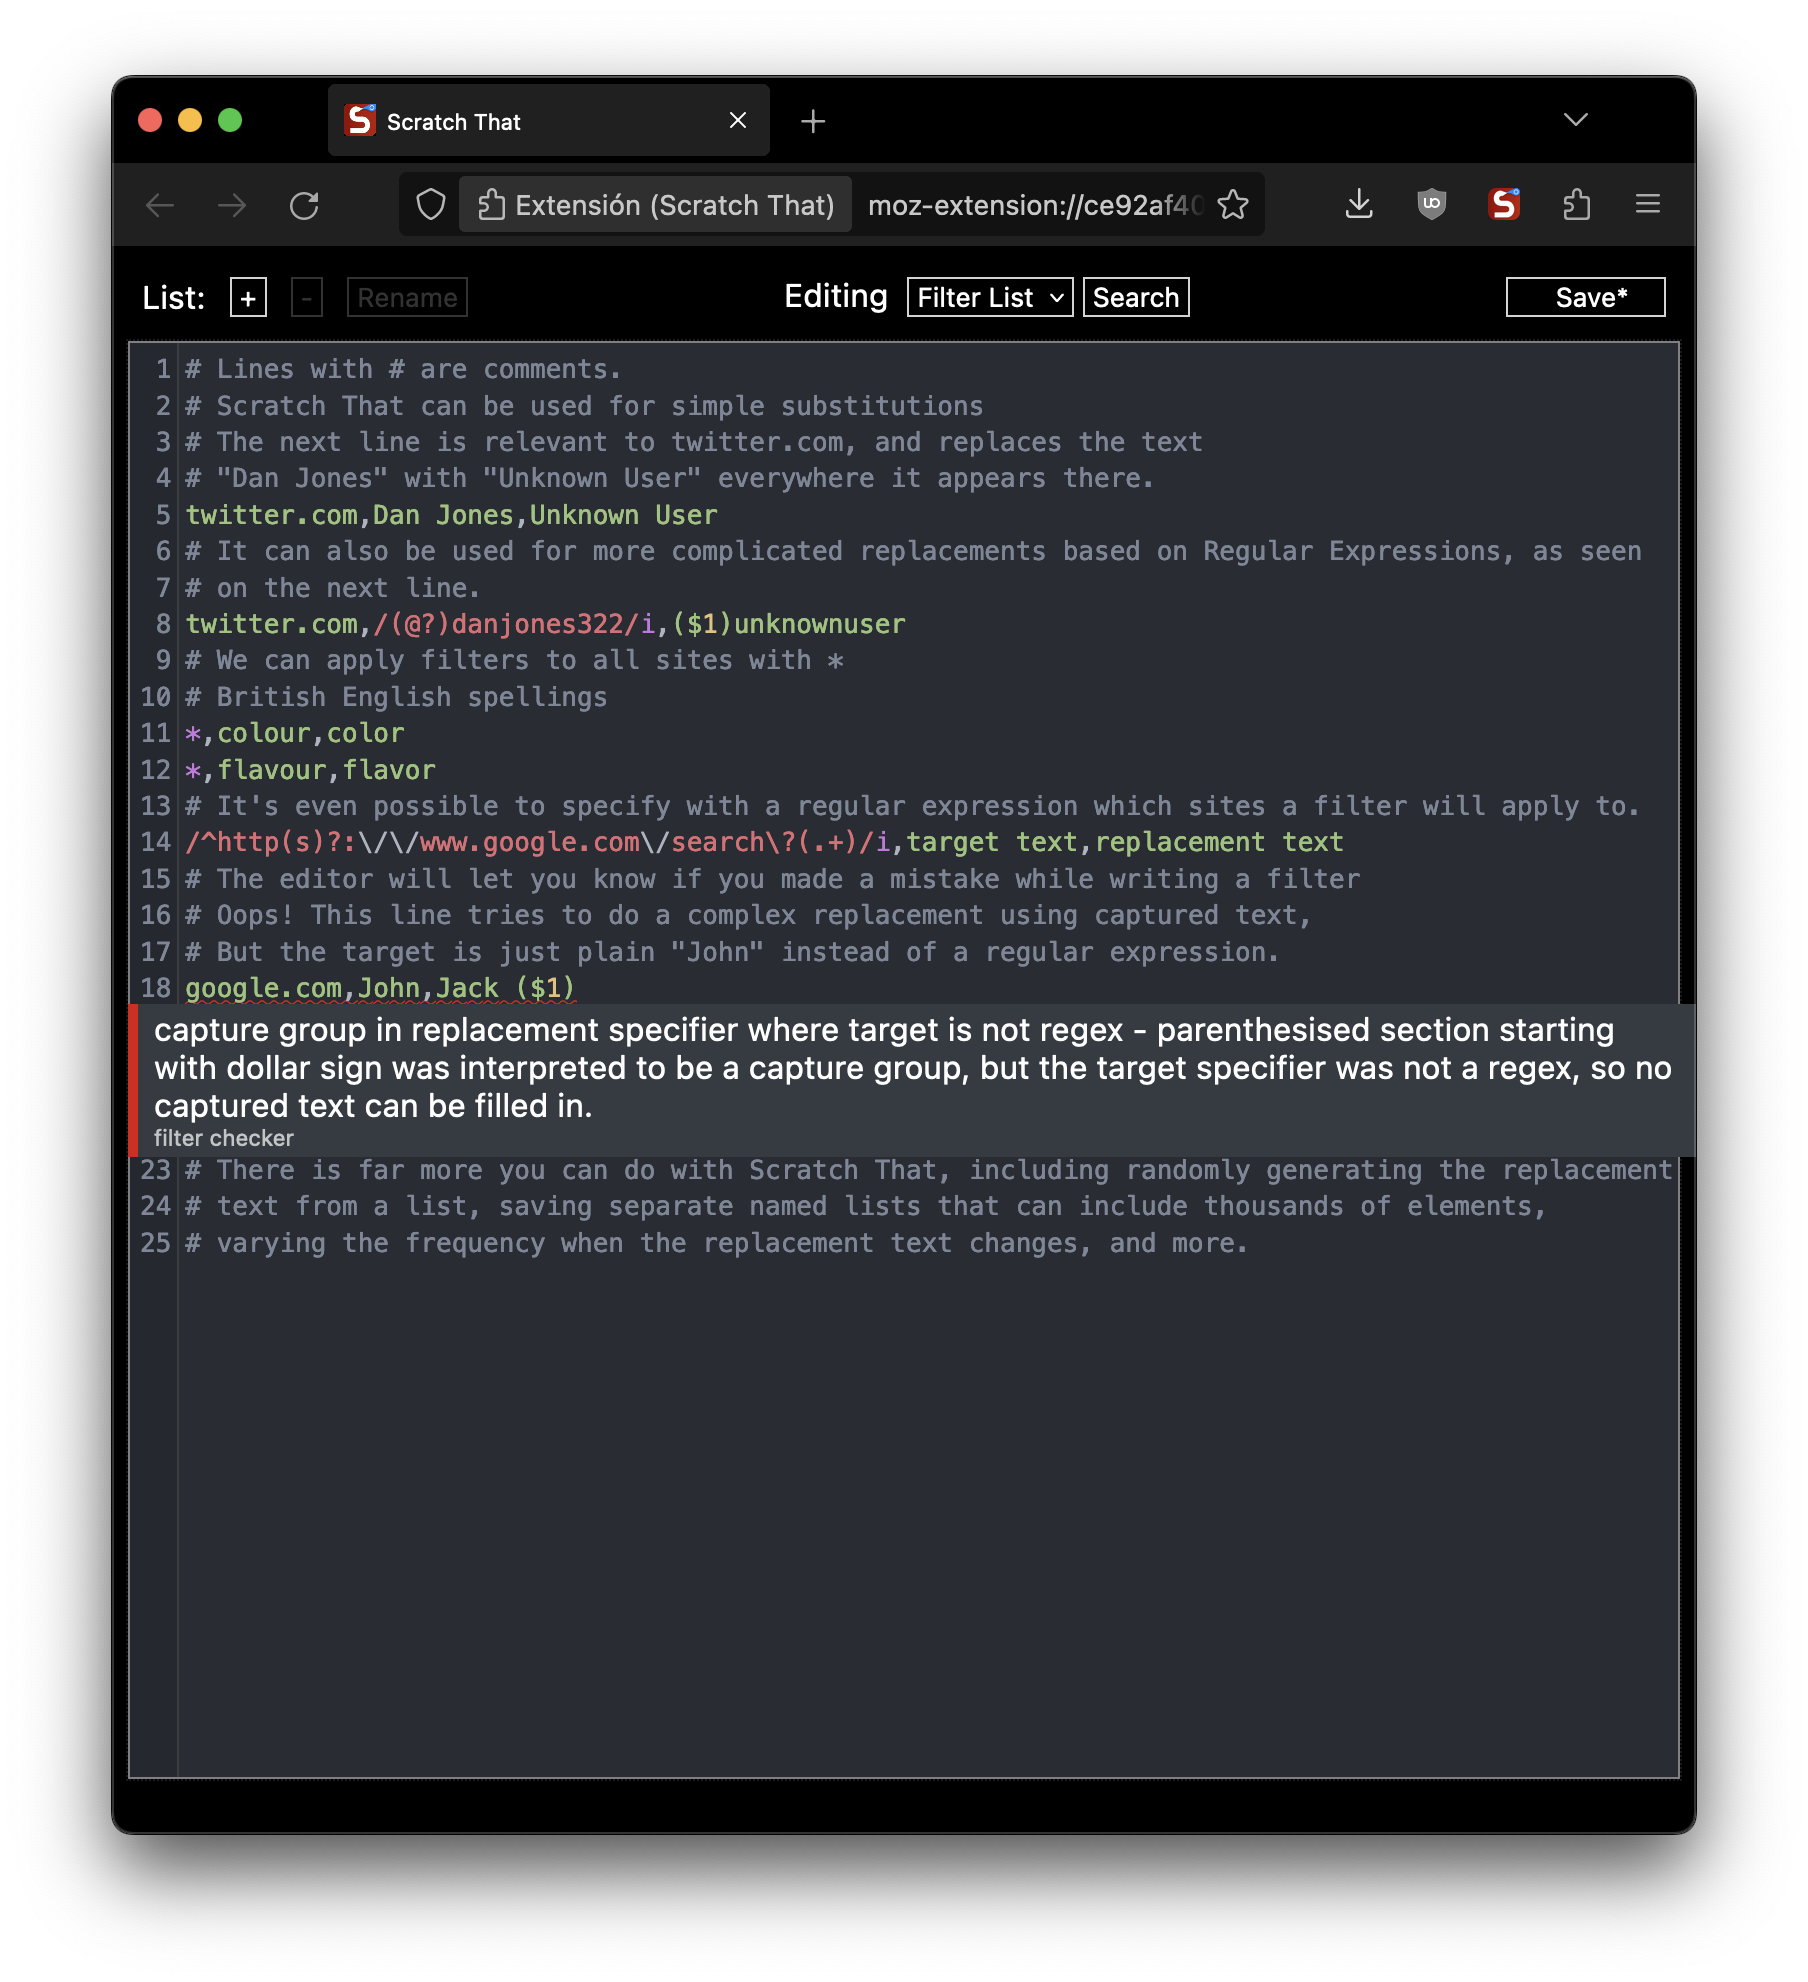 Scratch That
Extensión (Scratch That) moz-extension://ce92af40
List: + - Rename Editing Filter List Search Save*
1 # Lines with # are comments.
2 # Scratch That can be used for simple substitutions
3 # The next line is relevant to twitter.com, and replaces the text
4 # "Dan Jones" with "Unknown User" everywhere it appears there.
5 twitter.com,Dan Jones,Unknown User
6 # It can also be used for more complicated replacements based on Regular Expressions, as seen
7 # on the next line.
8 twitter.com,/(@?)danjones322/i,($1)unknownuser
9 # We can apply filters to all sites with *
10 # British English spellings
11 *,colour,color
12 *,flavour,flavor
13 # It's even possible to specify with a regular expression which sites a filter will apply to.
14 /^http(s)?:\/\/www.google.com\/search\?(.+)/i,target text,replacement text
15 # The editor will let you know if you made a mistake while writing a filter
16 # Oops! This line tries to do a complex replacement using captured text,
17 # But the target is just plain "John" instead of a regular expression.
18 google.com,John,Jack ($1)
capture group in replacement specifier where target is not regex - parenthesised section starting
with dollar sign was interpreted to be a capture group, but the target specifier was not a regex, so no
captured text can be filled in.
filter checker
23 # There is far more you can do with Scratch That, including randomly generating the replacement
24 # text from a list, saving separate named lists that can include thousands of elements,
25 # varying the frequency when the replacement text changes, and more.